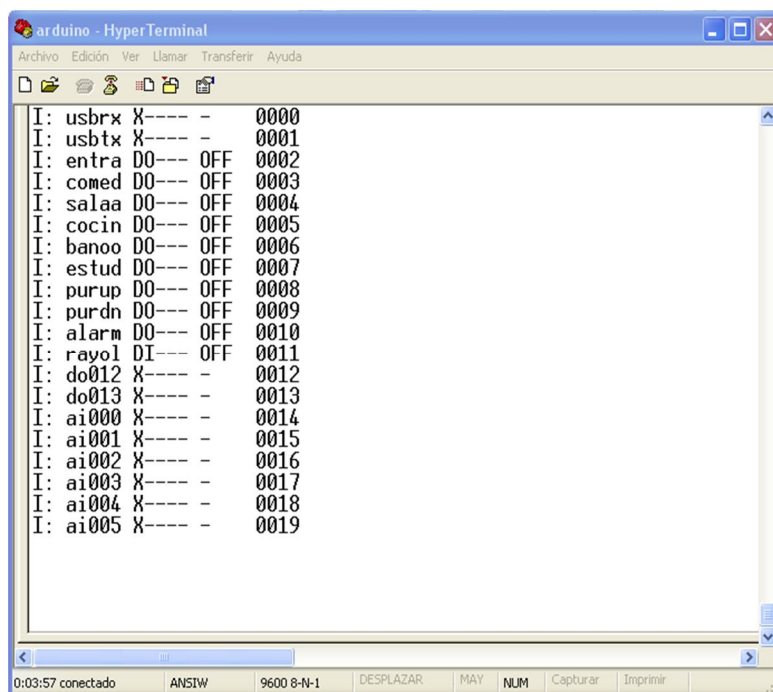 arduino - HyperTerminal
Archivo Edición Ver Llamar Transferir Ayuda
I: usbrx X---- - 0000
I: usbtx X---- - 0001
I: entra DO--- OFF 0002
I: comed DO--- OFF 0003
I: salaa DO--- OFF 0004
I: cocin DO--- OFF 0005
I: banoo DO--- OFF 0006
I: estud DO--- OFF 0007
I: purup DO--- OFF 0008
I: purdn DO--- OFF 0009
I: alarm DO--- OFF 0010
I: rayol DI--- OFF 0011
I: do012 X---- - 0012
I: do013 X---- - 0013
I: ai000 X---- - 0014
I: ai001 X---- - 0015
I: ai002 X---- - 0016
I: ai003 X---- - 0017
I: ai004 X---- - 0018
I: ai005 X---- - 0019
0:03:57 conectado ANSIW 9600 8-N-1 DESPLAZAR MAY NUM Capturar Imprimir